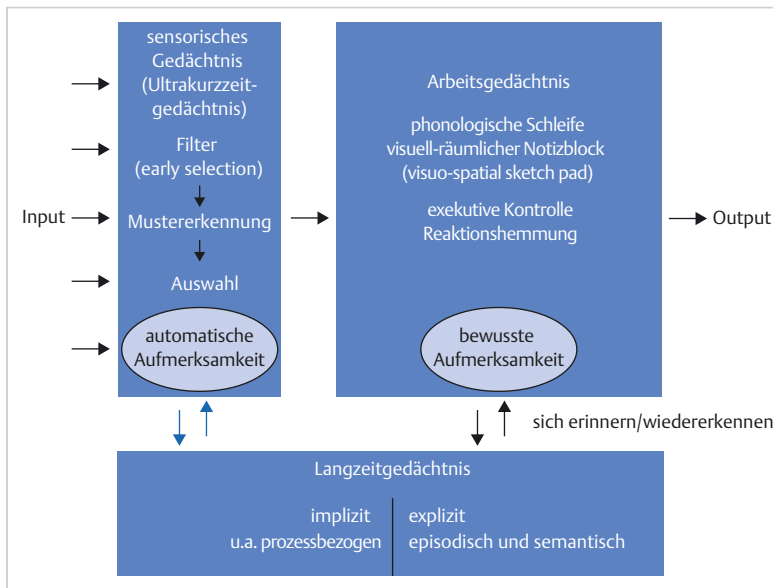 sensorisches
Gedächtnis
(Ultrakurzzeit-
gedächtnis)
Filter
(early selection)
Input
Mustererkennung
Auswahl
automatische
Aufmerksamkeit
Arbeitsgedächtnis
phonologische Schleife
visuell-räumlicher Notizblock
(visuo-spatial sketch pad)
exekutive Kontrolle
Reaktionshemmung
Output
bewusste
Aufmerksamkeit
sich erinnern/wiedererkennen
Langzeitgedächtnis
implizit
u.a. prozessbezogen
explizit
episodisch und semantisch